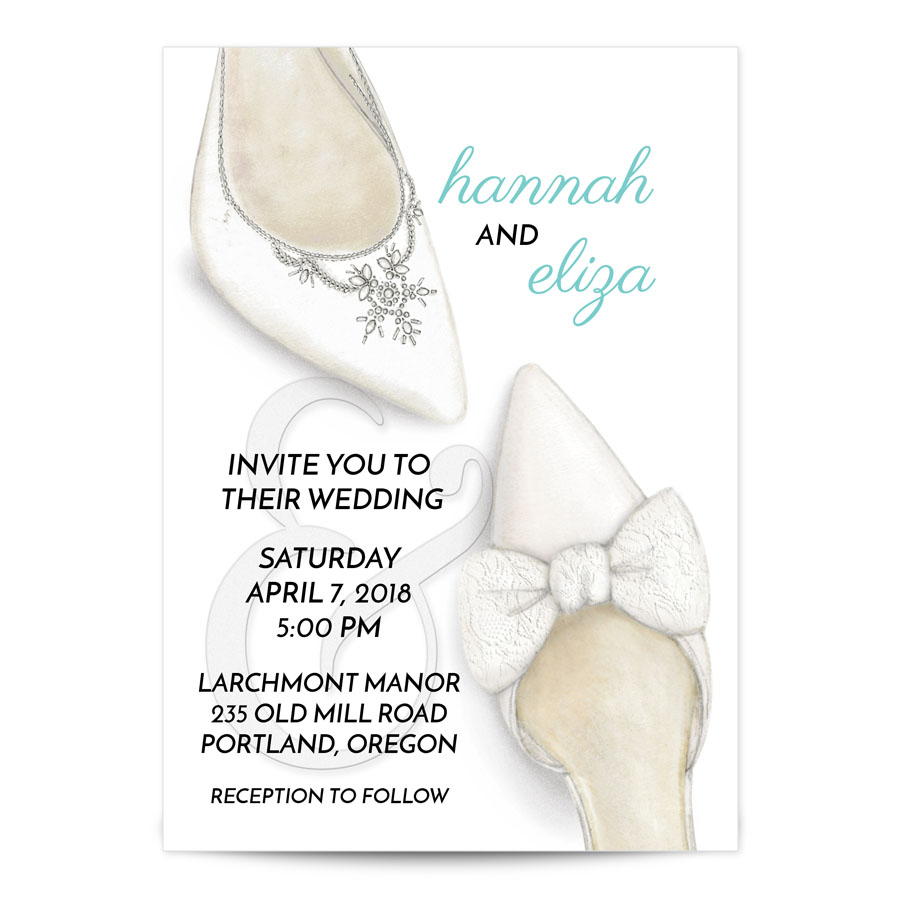 hannah
AND
eliza
&
INVITE YOU TO
THEIR WEDDING
SATURDAY
APRIL 7, 2018
5:00 PM
LARCHMONT MANOR
235 OLD MILL ROAD
PORTLAND, OREGON
RECEPTION TO FOLLOW